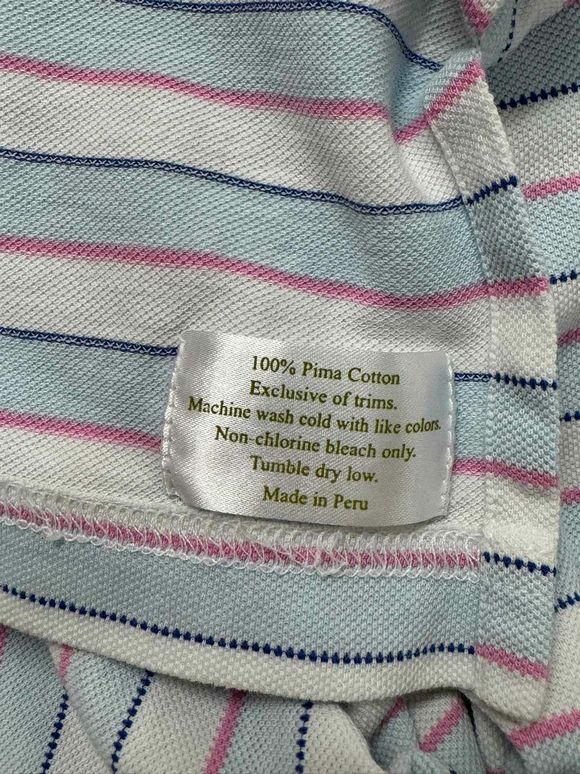 100% Pima Cotton
Exclusive of trims.
Machine wash cold with like colors.
Non-chlorine bleach only.
Tumble dry low.
Made in Peru